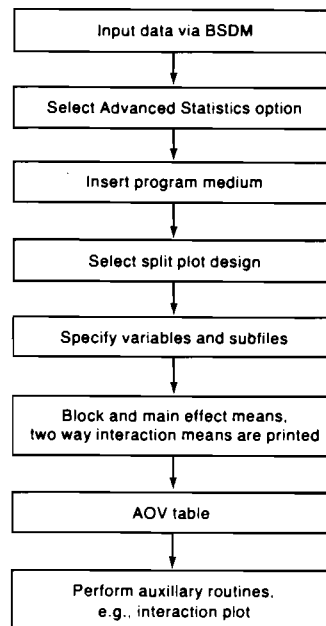 Input data via BSDM
Select Advanced Statistics option
Insert program medium
Select split plot design
Specify variables and subfiles
Block and main effect means,
two way interaction means are printed
AOV table
Perform auxillary routines,
e.g., interaction plot